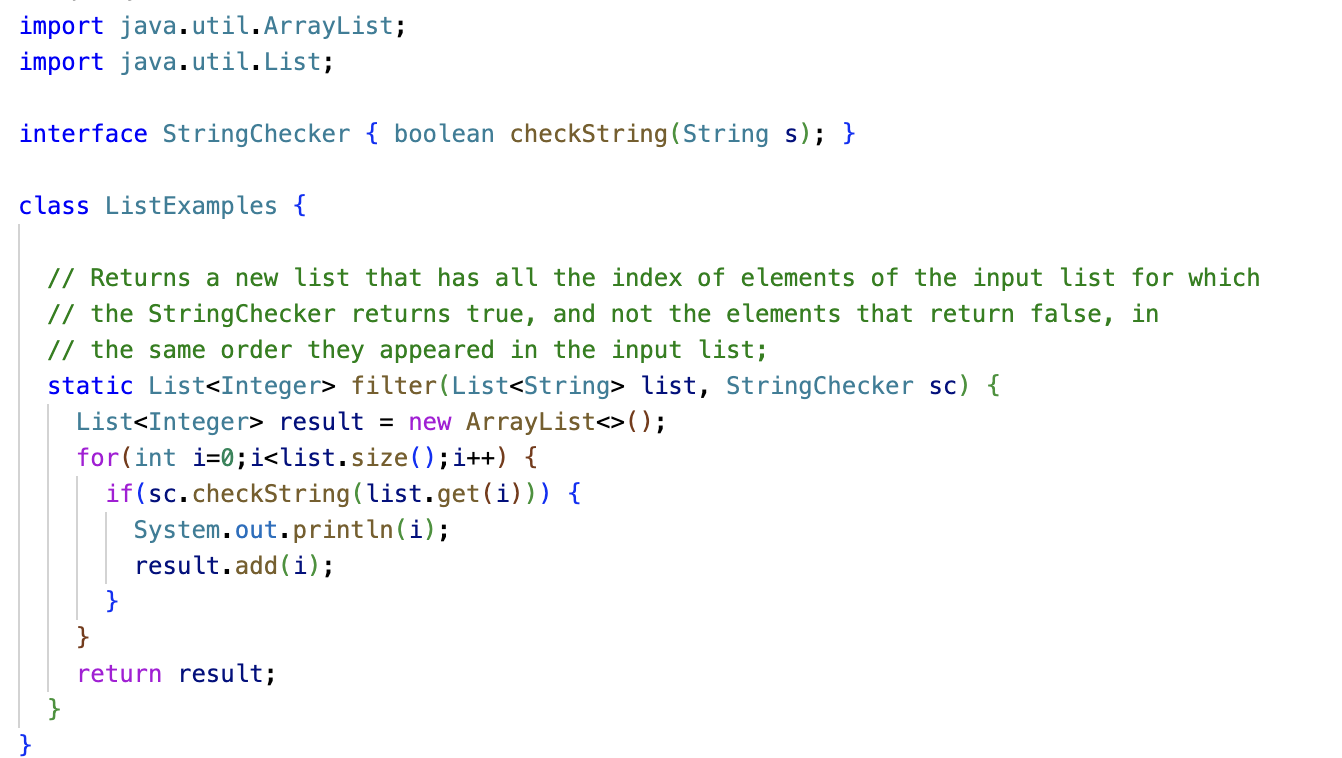 import java.util.ArrayList;
import java.util.List;

interface StringChecker { boolean checkString(String s); }

class ListExamples {

  // Returns a new list that has all the index of elements of the input list for which
  // the StringChecker returns true, and not the elements that return false, in
  // the same order they appeared in the input list;
  static List<Integer> filter(List<String> list, StringChecker sc) {
    List<Integer> result = new ArrayList<>();
    for(int i=0;i<list.size();i++) {
      if(sc.checkString(list.get(i))) {
        System.out.println(i);
        result.add(i);
      }
    }
    return result;
  }
}